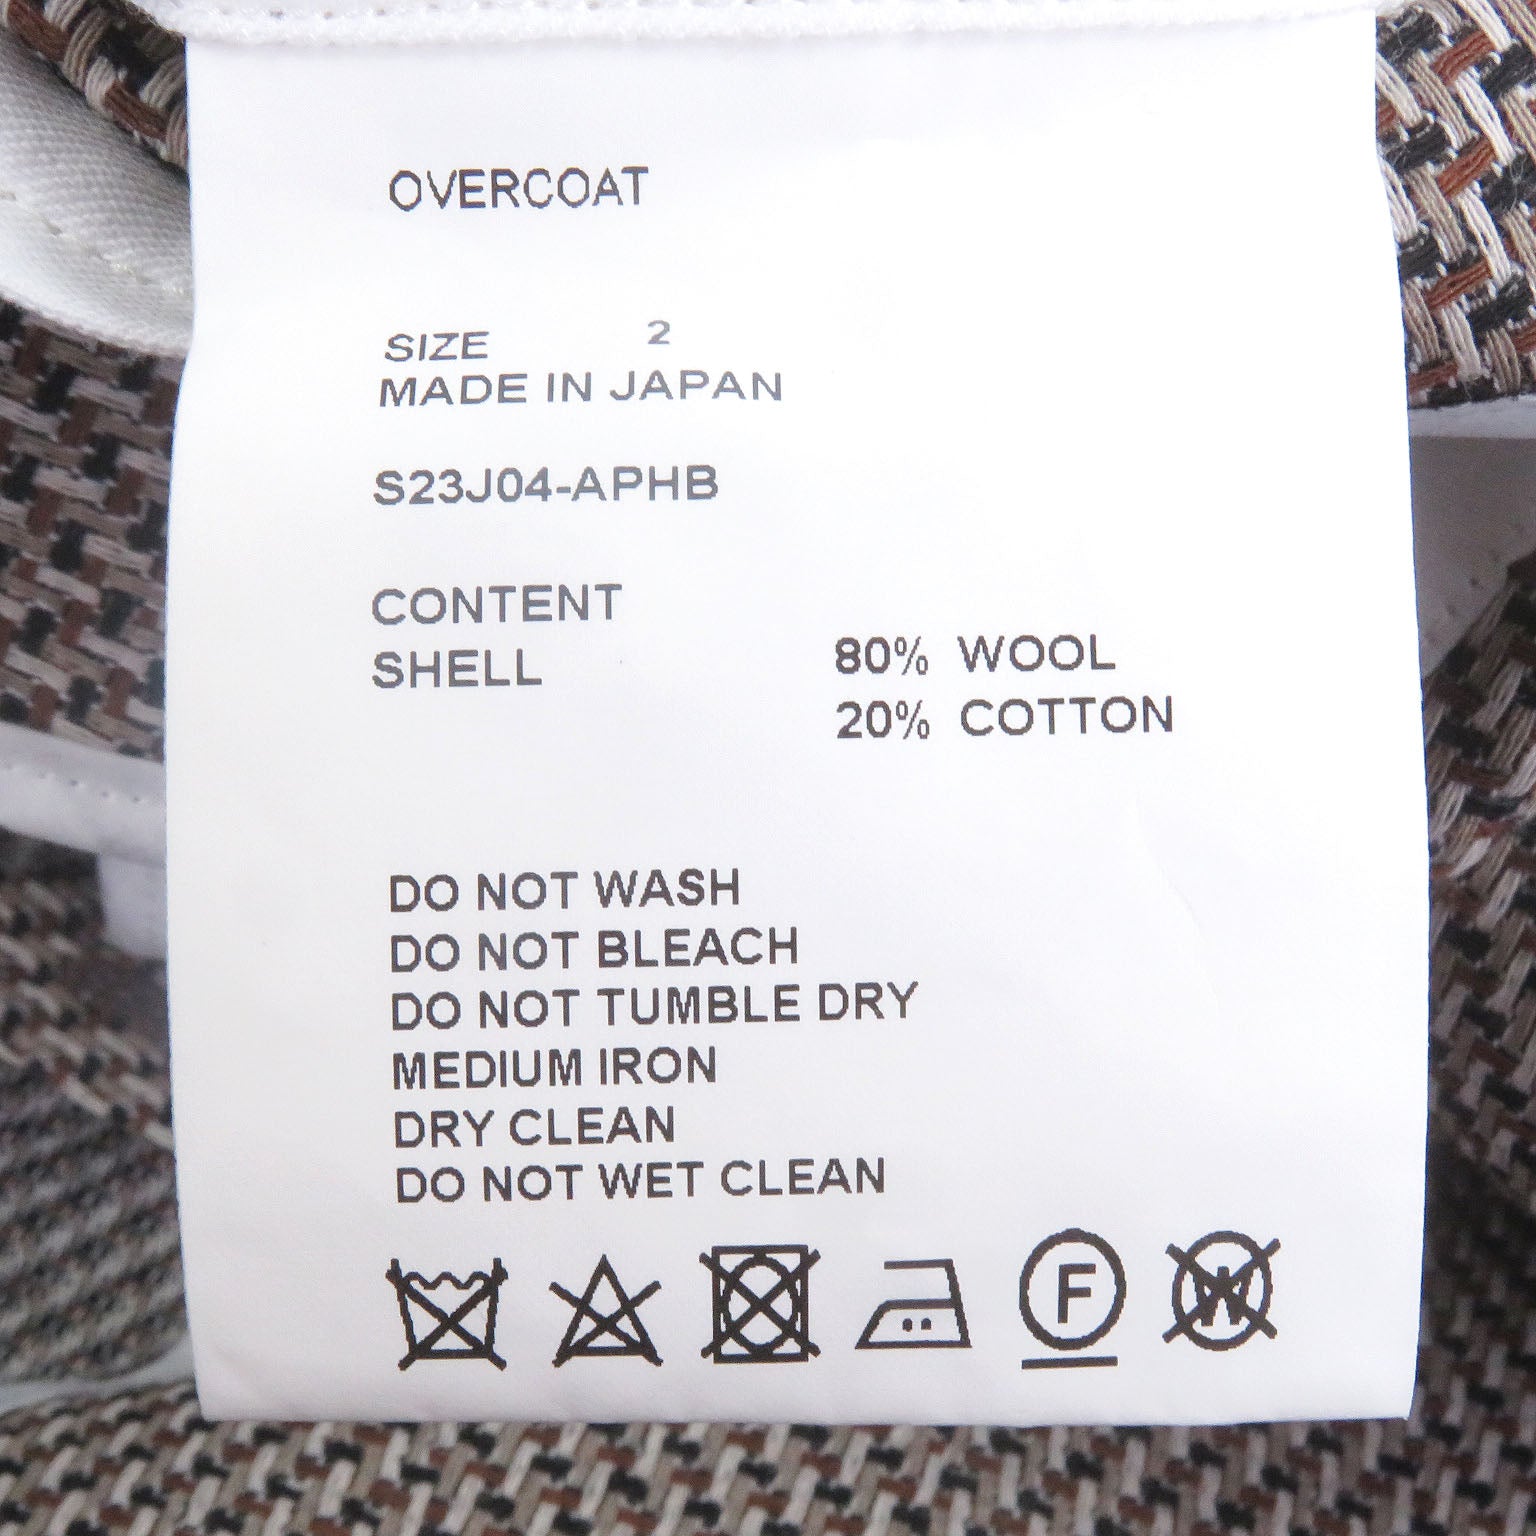 OVERCOAT
SIZE 2
MADE IN JAPAN
S23J04-APHB
CONTENT
SHELL 80% WOOL
20% COTTON
DO NOT WASH
DO NOT BLEACH
DO NOT TUMBLE DRY
MEDIUM IRON
DRY CLEAN
DO NOT WET CLEAN
F W